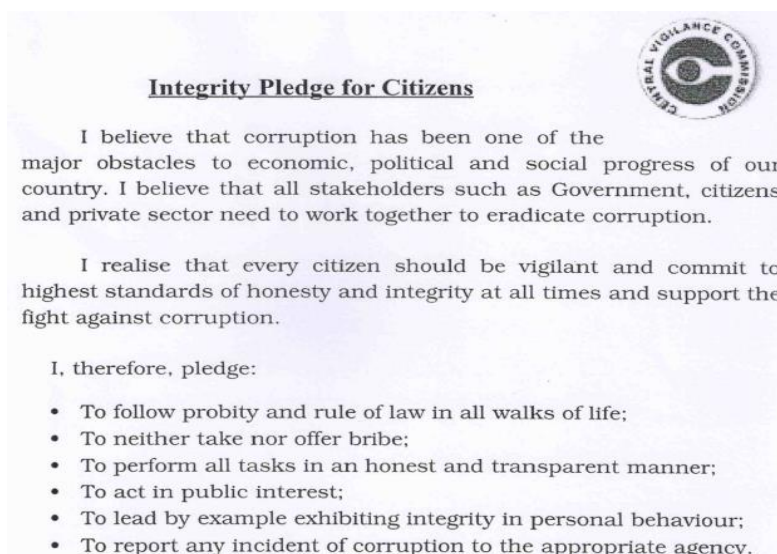 CENTRAL VIGILANCE COMMISSION
Integrity Pledge for Citizens
I believe that corruption has been one of the
major obstacles to economic, political and social progress of our
country. I believe that all stakeholders such as Government, citizens
and private sector need to work together to eradicate corruption.
I realise that every citizen should be vigilant and commit to
highest standards of honesty and integrity at all times and support the
fight against corruption.
I, therefore, pledge:
• To follow probity and rule of law in all walks of life;
• To neither take nor offer bribe;
• To perform all tasks in an honest and transparent manner;
• To act in public interest;
• To lead by example exhibiting integrity in personal behaviour;
• To report any incident of corruption to the appropriate agency.